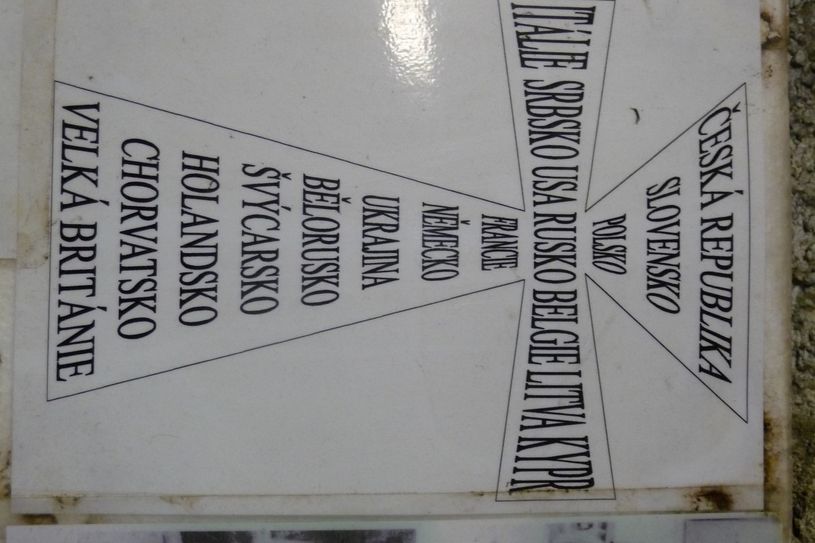 ČESKÁ REPUBLIKA
SLOVENSKO
POLSKO
ITÁLIE SRBSKO USA RUSKO BELGIE LITVA KYPR
FRANCIE
NĚMECKO
UKRAJINA
BĚLORUSKO
ŠVÝCARSKO
HOLANDSKO
CHORVATSKO
VELKÁ BRITÁNIE